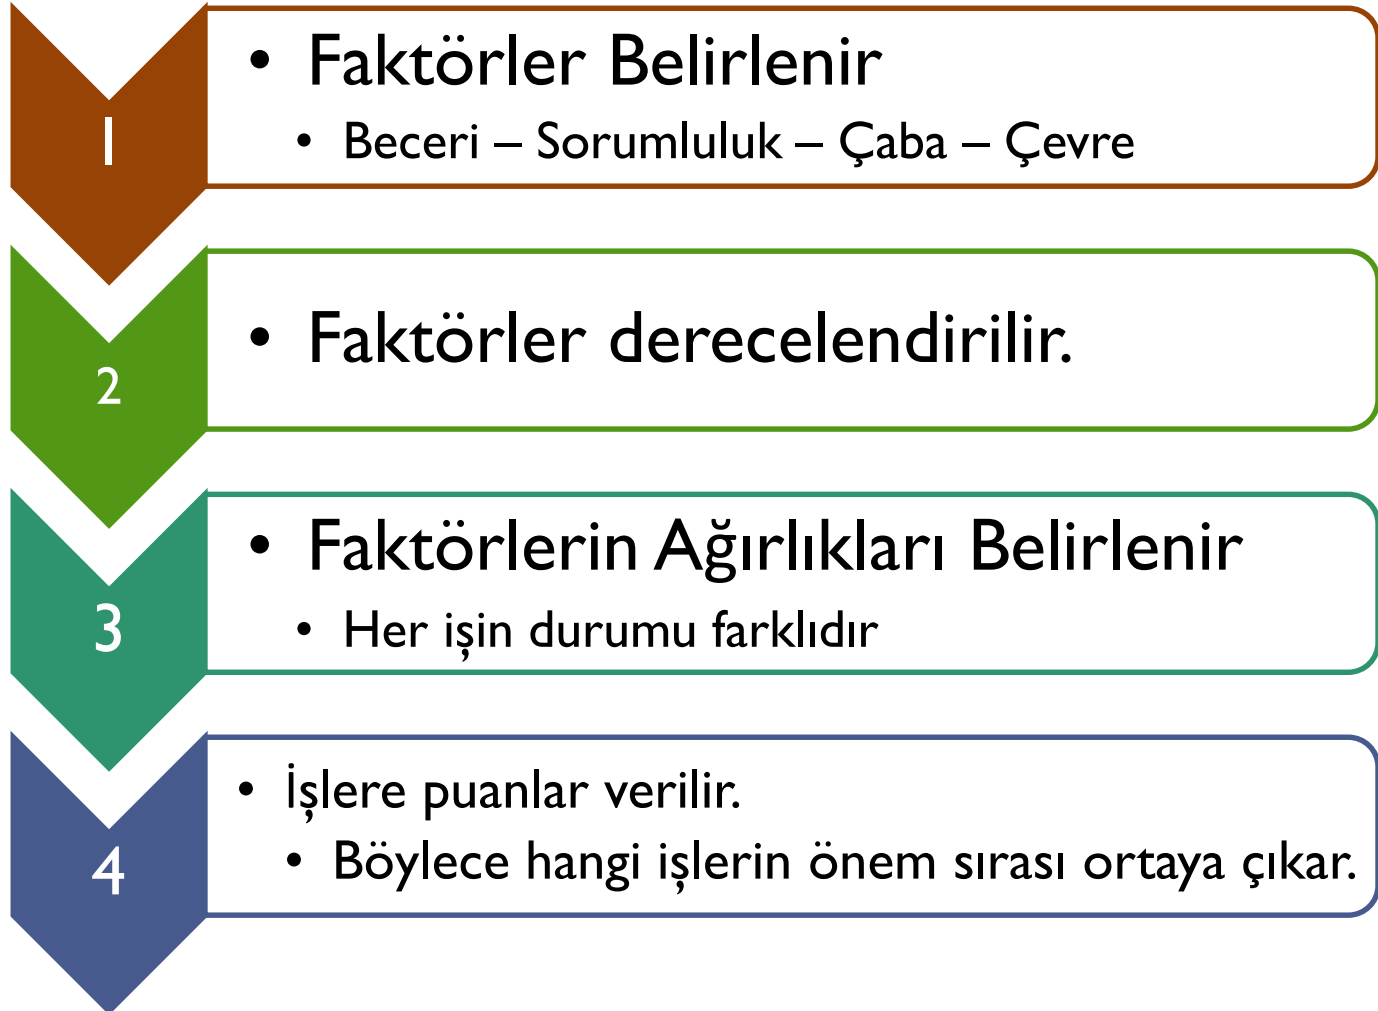 1
• Faktörler Belirlenir
• Beceri – Sorumluluk – Çaba – Çevre
2
• Faktörler derecelendirilir.
3
• Faktörlerin Ağırlıkları Belirlenir
• Her işin durumu farklıdır
4
• İşlere puanlar verilir.
• Böylece hangi işlerin önem sırası ortaya çıkar.